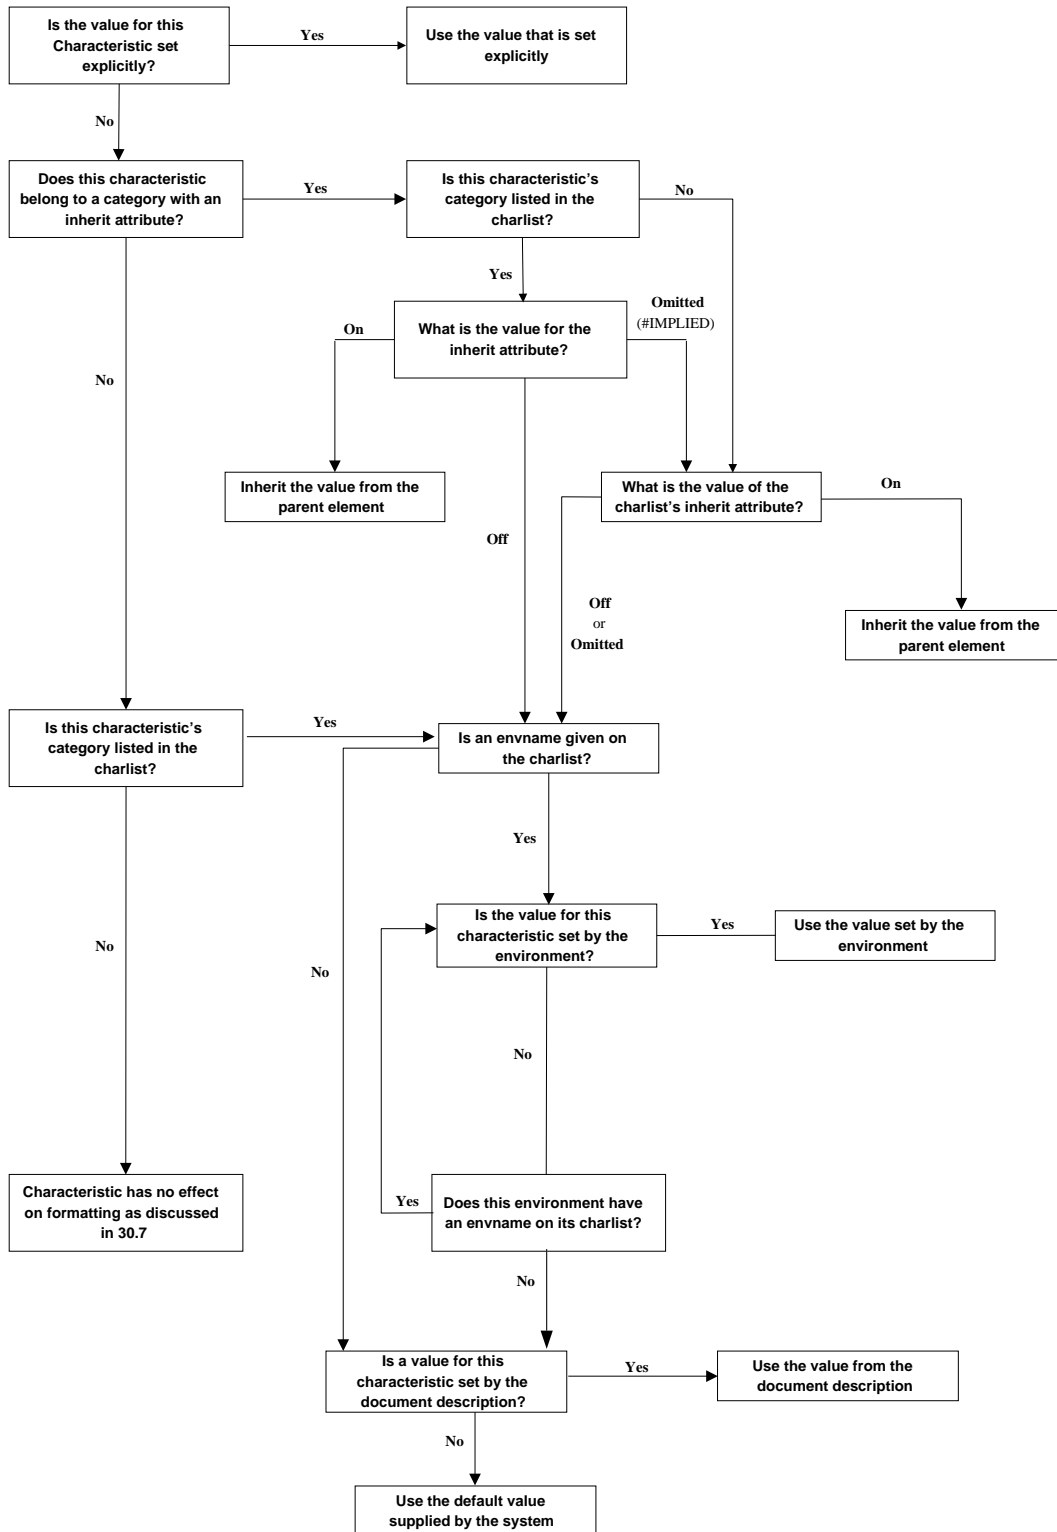 Is the value for this
Characteristic set
explicitly?
Yes
Use the value that is set
explicitly
No
Does this characteristic
belong to a category with an
inherit attribute?
Yes
Is this characteristic's
category listed in the
charlist?
No
Yes
What is the value for the
inherit attribute?
On
Omitted
(#IMPLIED)
No
Inherit the value from the
parent element
What is the value of the
charlist's inherit attribute?
On
Off
Off
or
Omitted
Inherit the value from the
parent element
Is this characteristic's
category listed in the
charlist?
Yes
Is an envname given on
the charlist?
Yes
Is the value for this
characteristic set by the
environment?
Yes
Use the value set by the
environment
No
No
No
Characteristic has no effect
on formatting as discussed
in 30.7
Yes
Does this environment have
an envname on its charlist?
No
Is a value for this
characteristic set by the
document description?
Yes
Use the value from the
document description
No
Use the default value
supplied by the system